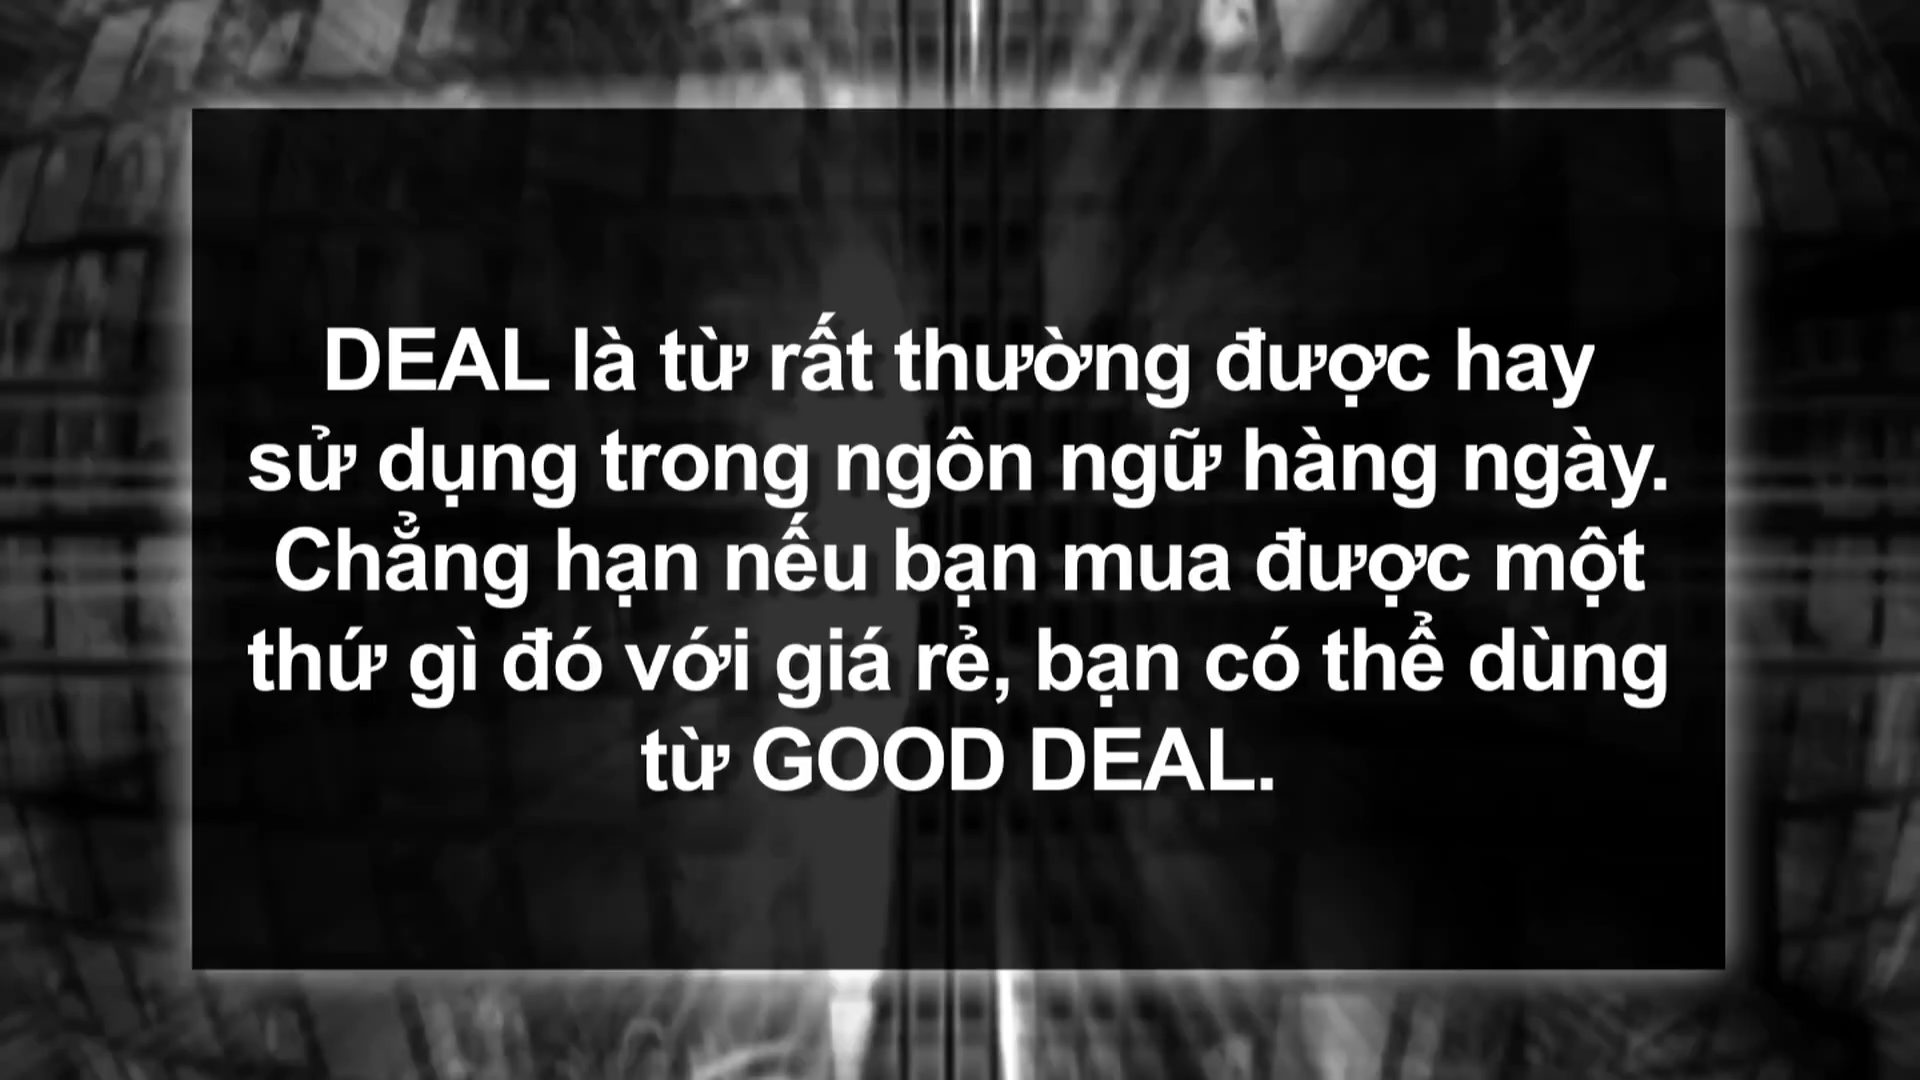 DEAL là từ rất thường được hay
sử dụng trong ngôn ngữ hàng ngày.
Chẳng hạn nếu bạn mua được một
thứ gì đó với giá rẻ, bạn có thể dùng
từ GOOD DEAL.